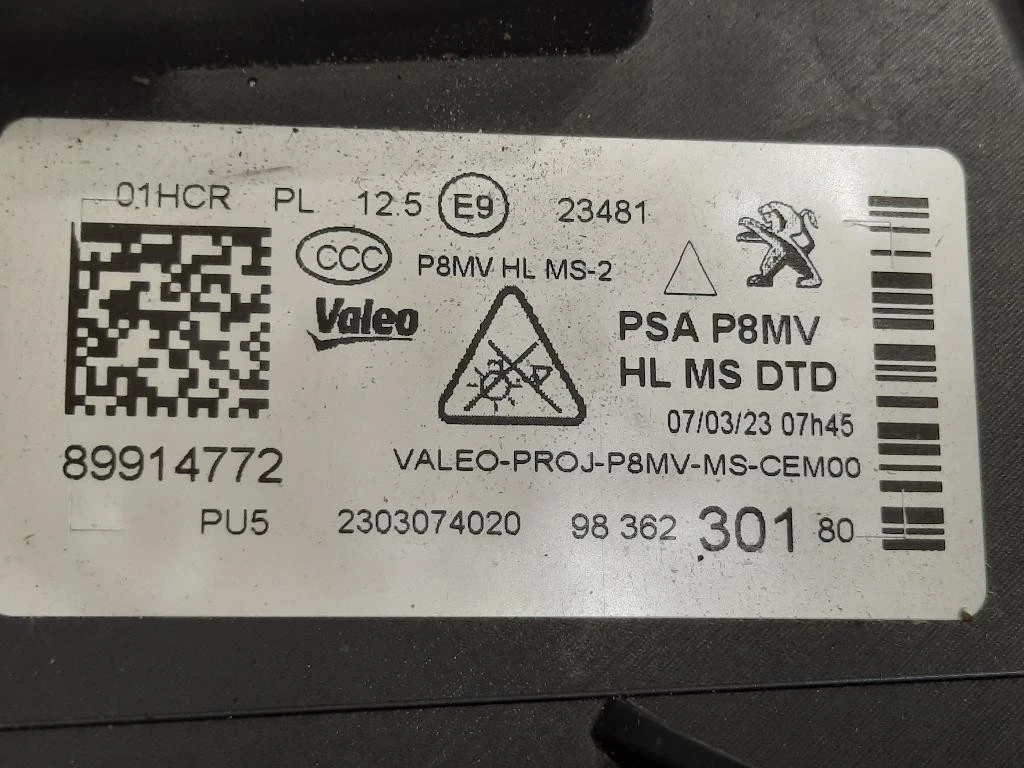 01HCR PL 12.5 E9 23481
CCC P8MV HL MS-2
Valeo
PSA P8MV
HL MS DTD
07/03/23 07h45
89914772
VALEO-PROJ-P8MV-MS-CEM00
PU5 2303074020 98 362 301 80